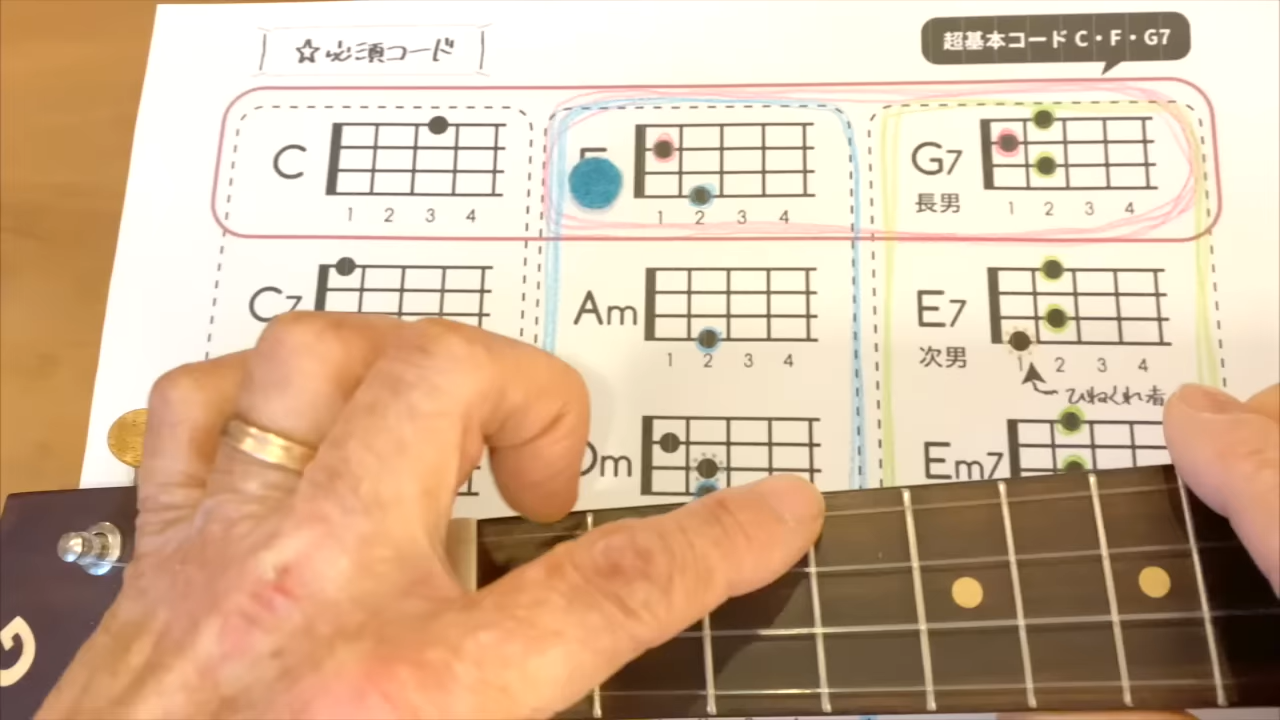 ☆必須コード
超基本コード C・F・G7
C
1 2 3 4
F
1 2 3 4
G7
長男
1 2 3 4
C7
Am
1 2 3 4
E7
次男
1 2 3 4
ひねくれ者
Dm
Em7
G